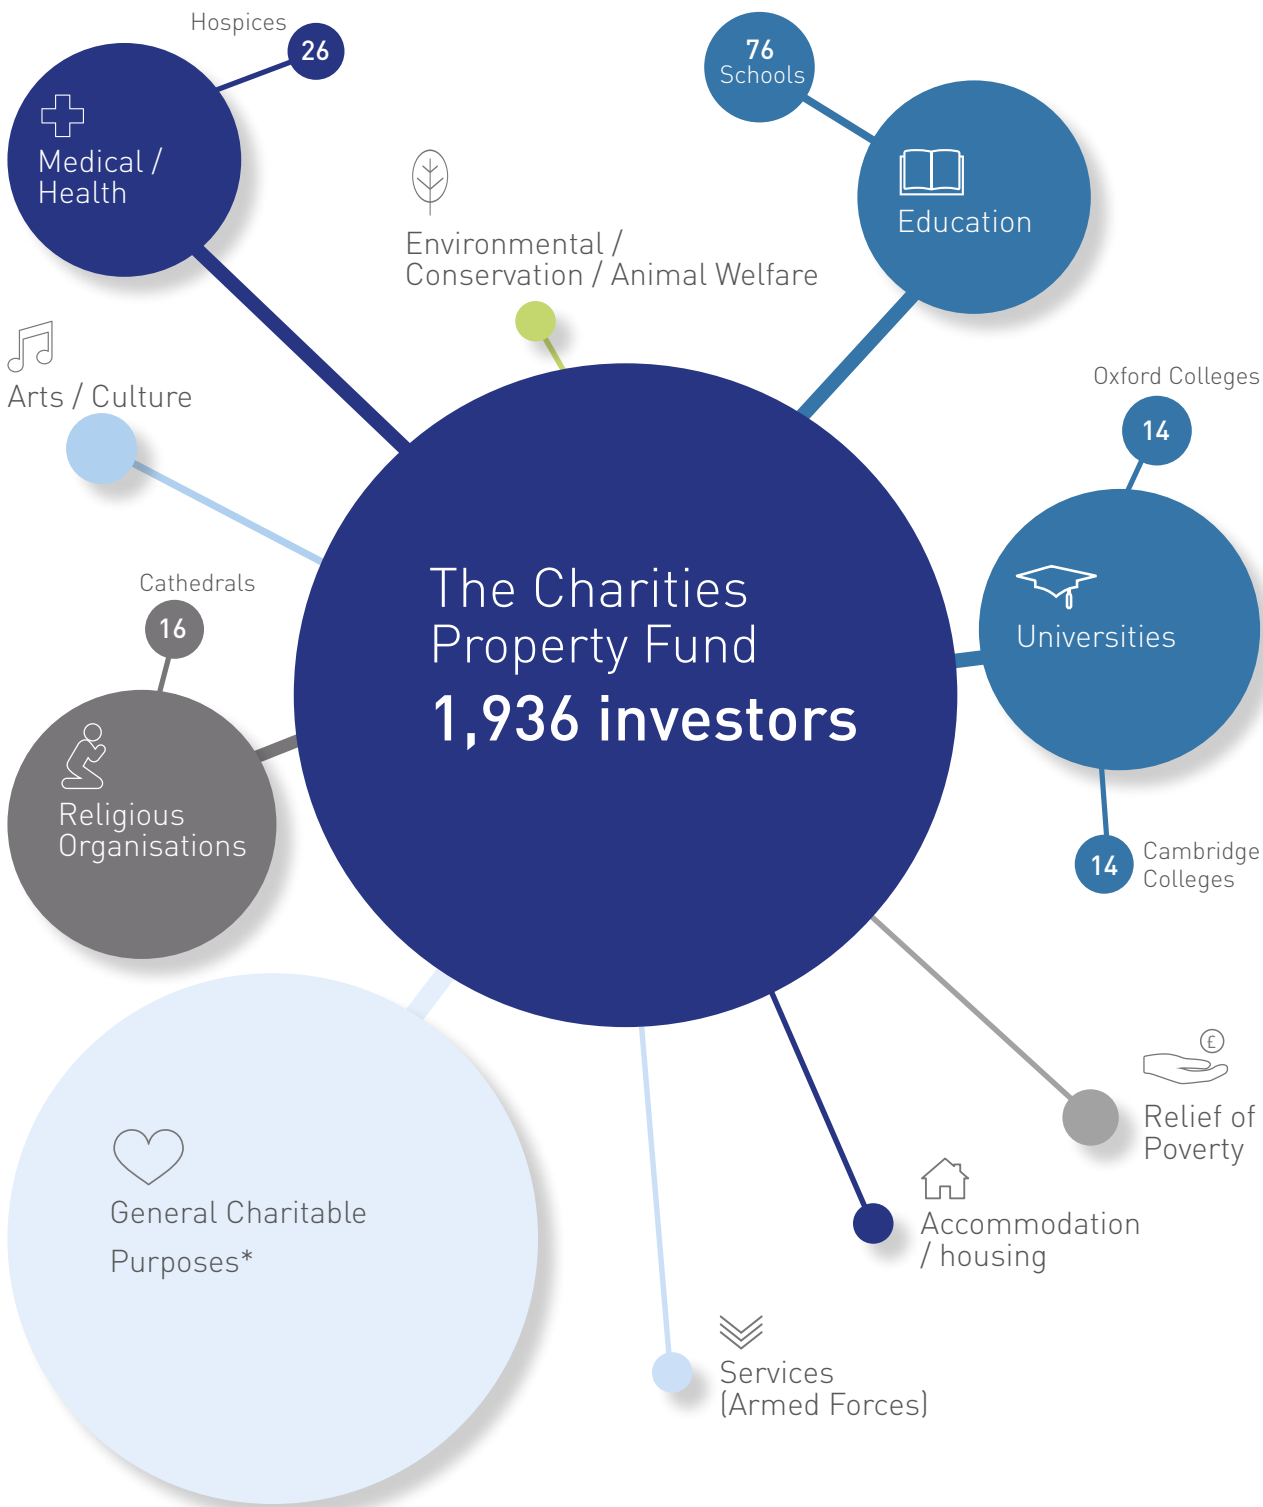 Hospices
26
76
Schools
Medical /
Health
Education
Environmental /
Conservation / Animal Welfare
Arts / Culture
Oxford Colleges
14
The Charities
Property Fund
1,936 investors
Cathedrals
16
Universities
Religious
Organisations
14
Cambridge
Colleges
£
Relief of
Poverty
General Charitable
Purposes*
Accommodation
/ housing
Services
(Armed Forces)